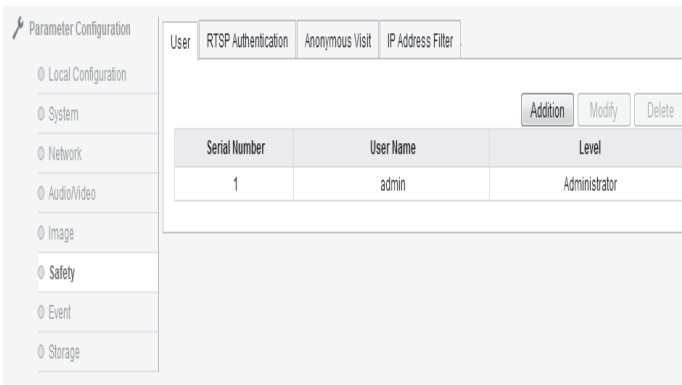 Parameter Configuration
Local Configuration
System
Network
Audio/Video
Image
Safety
Event
Storage
User RTSP Authentication Anonymous Visit IP Address Filter
Addition Modify Delete
Serial Number User Name Level
1 admin Administrator